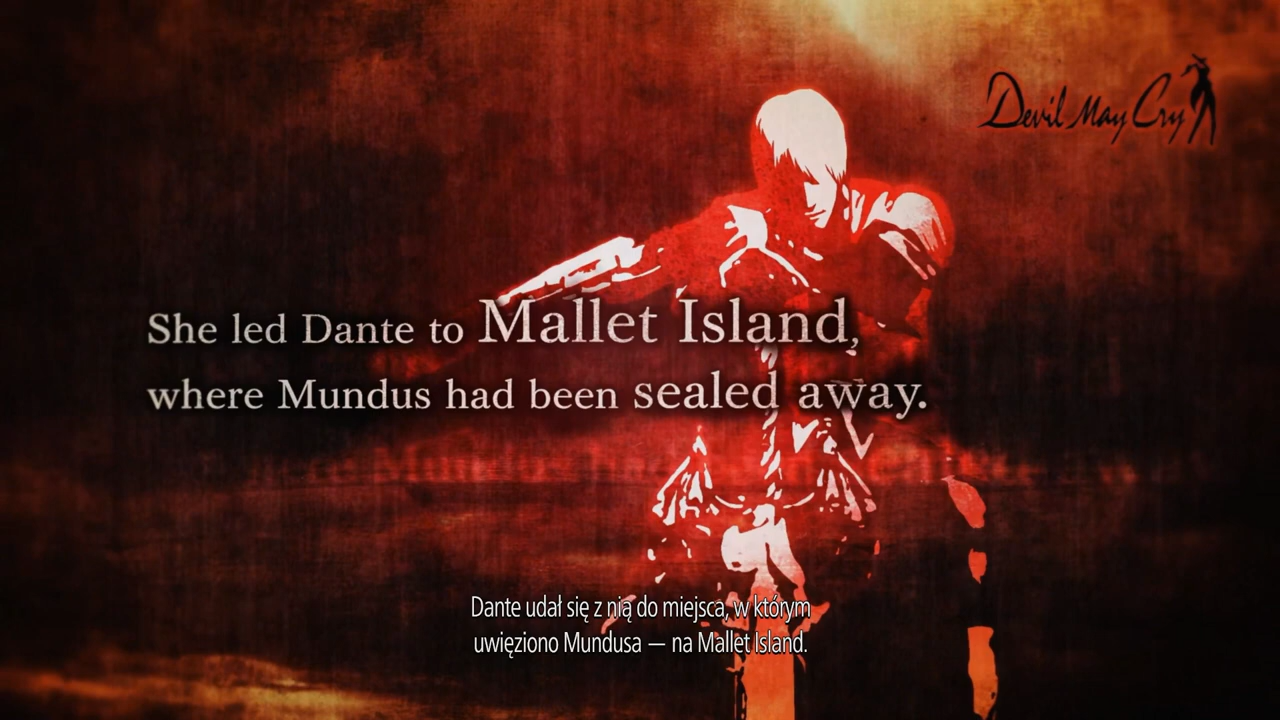 Devil May Cry
She led Dante to Mallet Island,
where Mundus had been sealed away.
Dante udał się z nią do miejsca, w którym
uwięziono Mundusa — na Mallet Island.